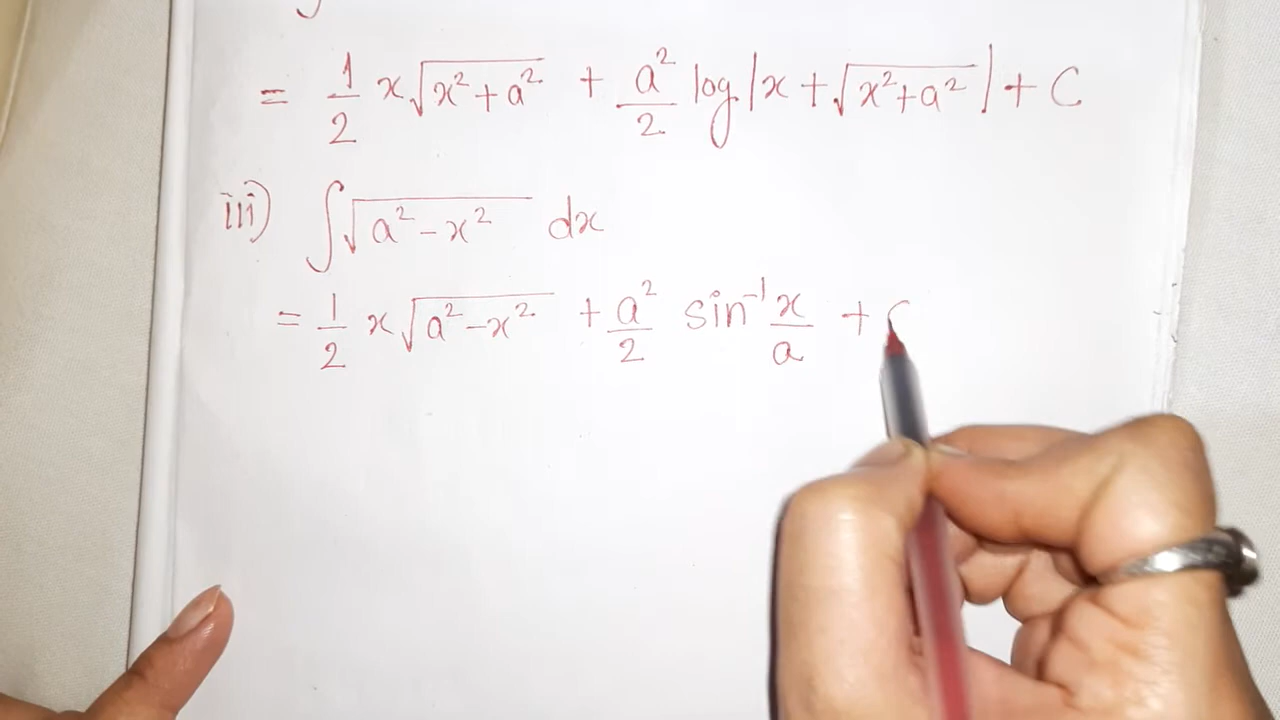 = 1/2 x√(x²+a²) + a²/2 log|x+√(x²+a²)| + C
iii) ∫√(a²-x²) dx
= 1/2 x√(a²-x²) + a²/2 sin⁻¹ x/a + C